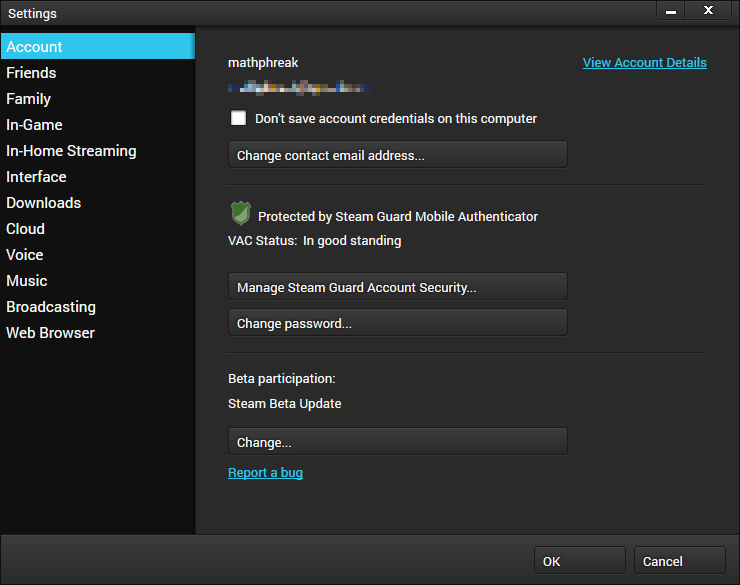 Settings
Account
Friends
Family
In-Game
In-Home Streaming
Interface
Downloads
Cloud
Voice
Music
Broadcasting
Web Browser
mathphreak
View Account Details
Don't save account credentials on this computer
Change contact email address...
Protected by Steam Guard Mobile Authenticator
VAC Status: In good standing
Manage Steam Guard Account Security...
Change password...
Beta participation:
Steam Beta Update
Change...
Report a bug
OK
Cancel